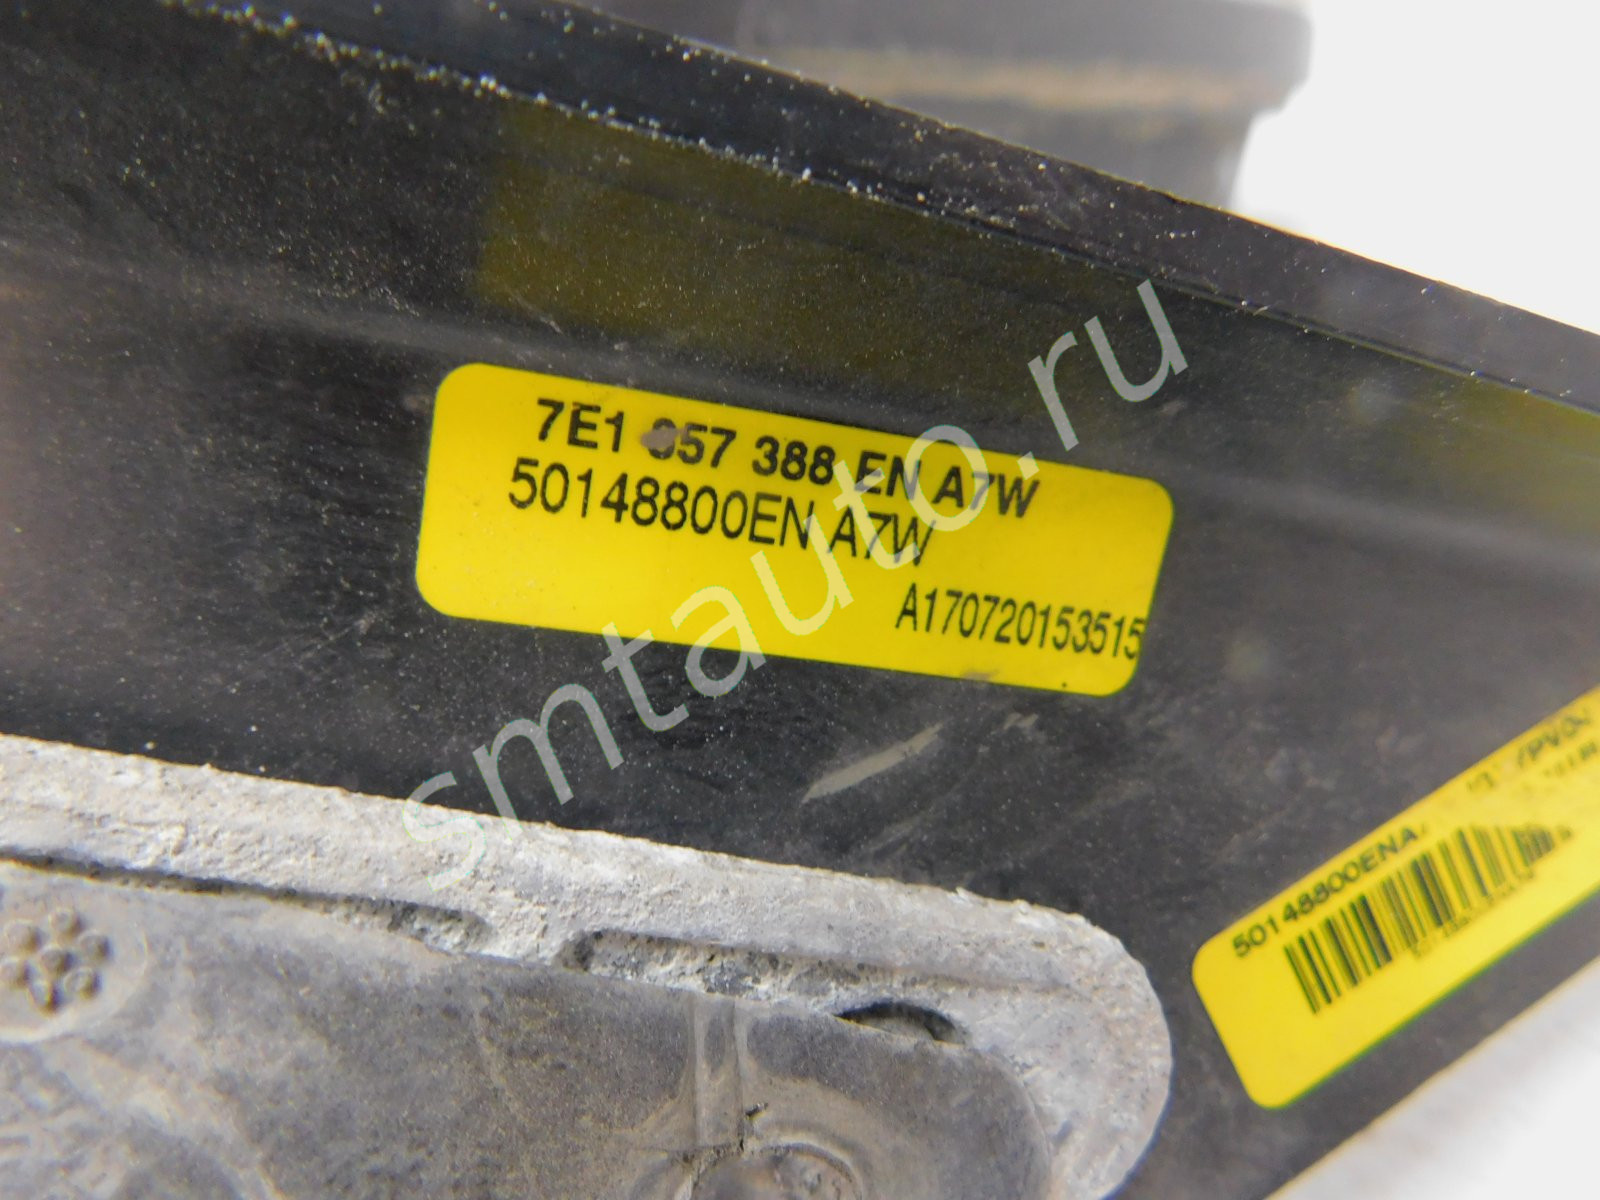 7E1 857 388 EN A7W
50148800EN A7W
A170720153515
smtauto.ru
50148800ENA